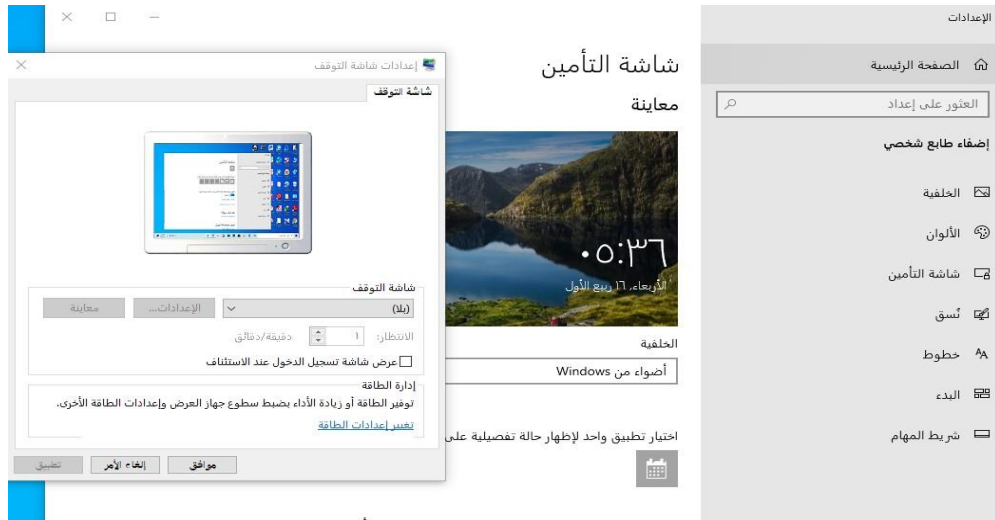 الإعدادات
الصفحة الرئيسية
العثور على إعداد
إضفاء طابع شخصي
الخلفية
الألوان
شاشة التأمين
نُسق
خطوط
البدء
شريط المهام
شاشة التأمين
معاينة
٠٥:٣٦
الأربعاء, ١٦ ربيع الأول
الخلفية
أضواء من Windows
اختيار تطبيق واحد لإظهار حالة تفصيلية على
إعدادات شاشة التوقف
شاشة التوقف
شاشة التوقف
(بلا)
الإعدادات...
معاينة
الانتظار: ١ دقيقة/دقائق
عرض شاشة تسجيل الدخول عند الاستئناف
إدارة الطاقة
توفير الطاقة أو زيادة الأداء بضبط سطوع جهاز العرض وإعدادات الطاقة الأخرى.
تغيير إعدادات الطاقة
موافق
إلغاء الأمر
تطبيق